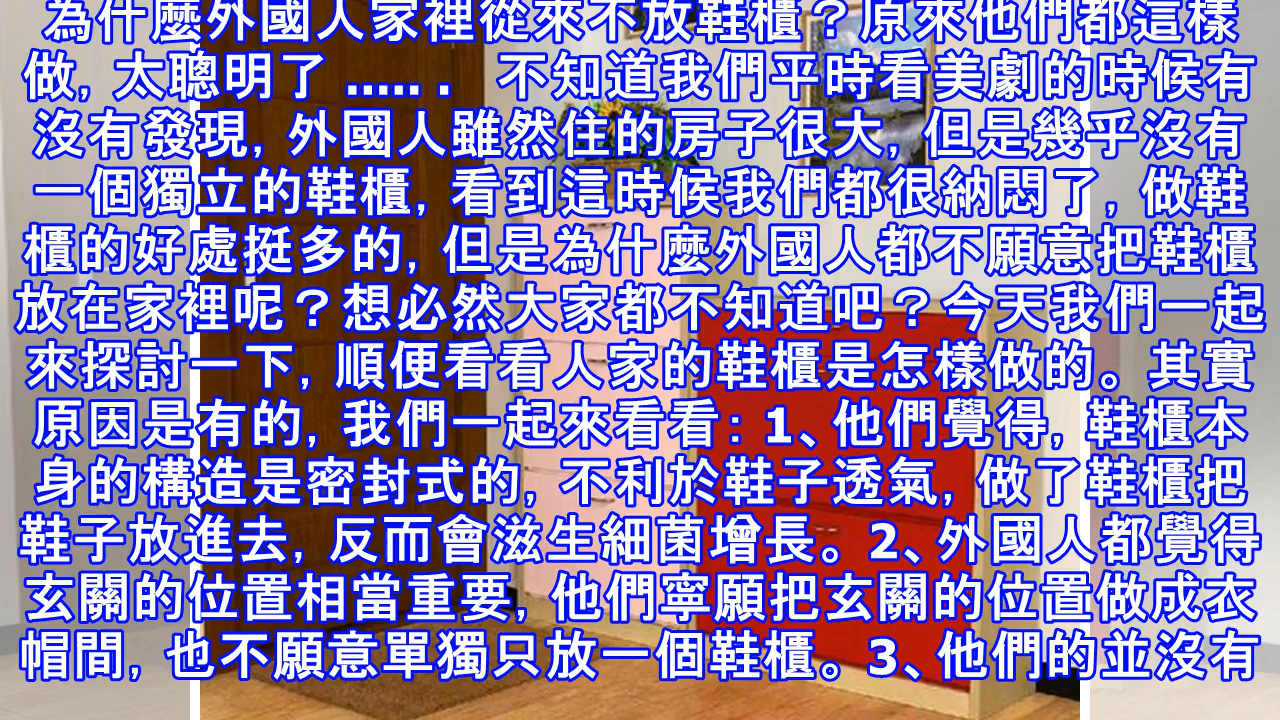 為什麼外國人家裡從來不放鞋櫃？原來他們都這樣
做, 太聰明了 ...... 不知道我們平時看美劇的時候有
沒有發現, 外國人雖然住的房子很大, 但是幾乎沒有
一個獨立的鞋櫃, 看到這時候我們都很納悶了, 做鞋
櫃的好處挺多的, 但是為什麼外國人都不願意把鞋櫃
放在家裡呢？想必然大家都不知道吧？今天我們一起
來探討一下, 順便看看人家的鞋櫃是怎樣做的。其實
原因是有的, 我們一起來看看: 1、他們覺得, 鞋櫃本
身的構造是密封式的, 不利於鞋子透氣, 做了鞋櫃把
鞋子放進去, 反而會滋生細菌增長。2、外國人都覺得
玄關的位置相當重要, 他們寧願把玄關的位置做成衣
帽間, 也不願意單獨只放一個鞋櫃。3、他們的並沒有